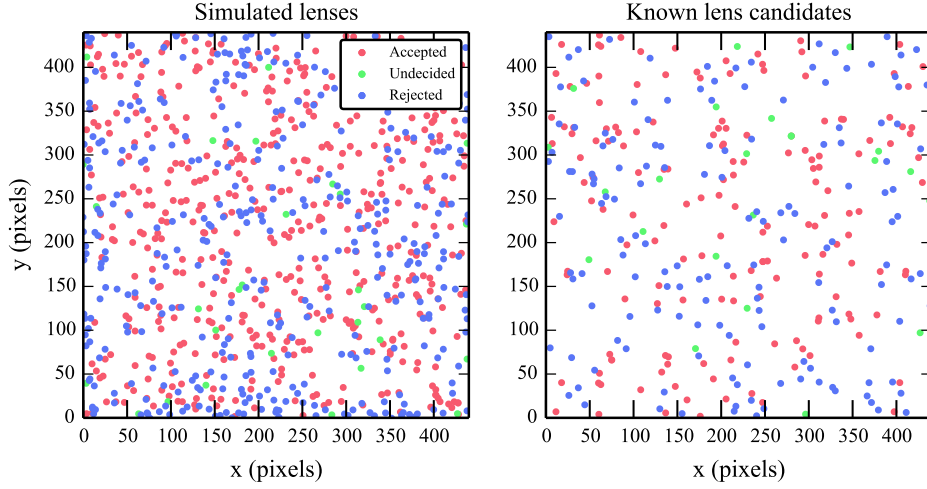 Simulated lenses
Known lens candidates
Accepted
Undecided
Rejected
400
350
300
250
200
150
100
50
0
y (pixels)
400
350
300
250
200
150
100
50
0
0 50 100 150 200 250 300 350 400
0 50 100 150 200 250 300 350 400
x (pixels)
x (pixels)